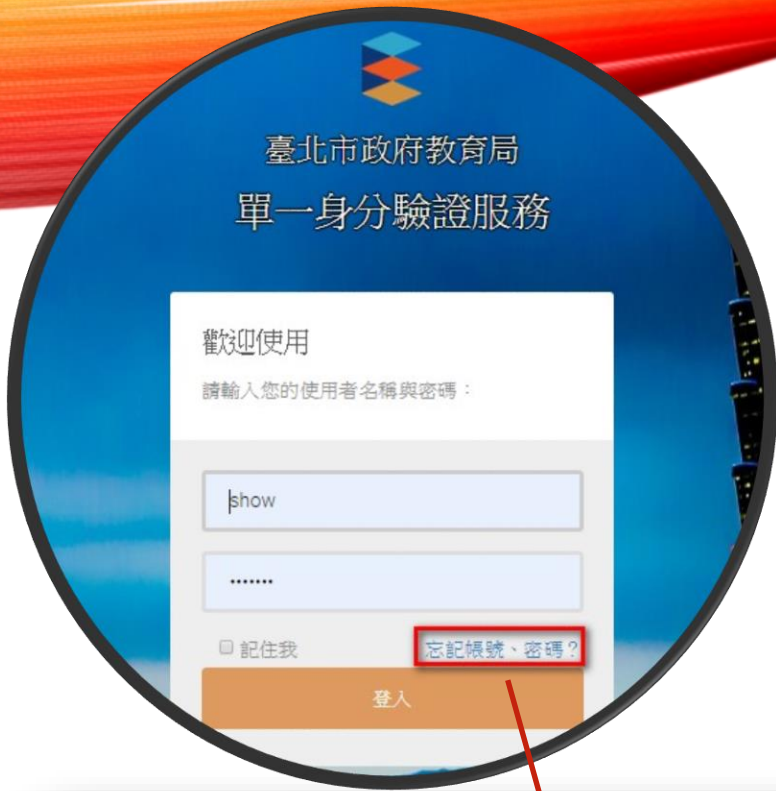 臺北市政府教育局
單一身分驗證服務
歡迎使用
請輸入您的使用者名稱與密碼：
show
•••••••
記住我 忘記帳號、密碼？
登入